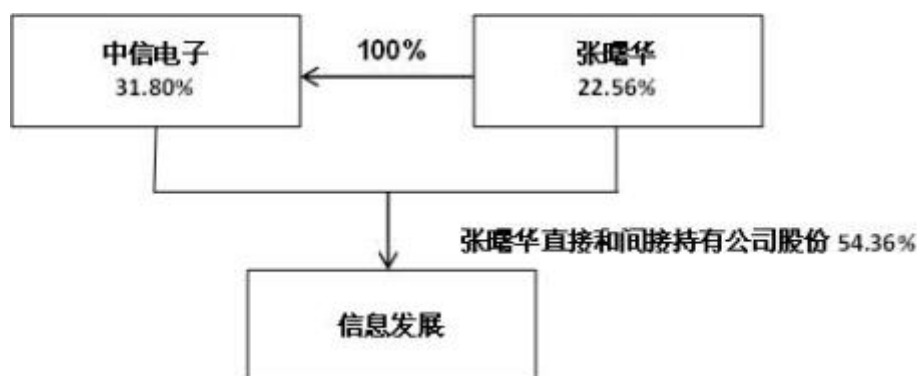 中信电子
31.80%
100%
张曙华
22.56%
张曙华直接和间接持有公司股份 54.36%
信息发展